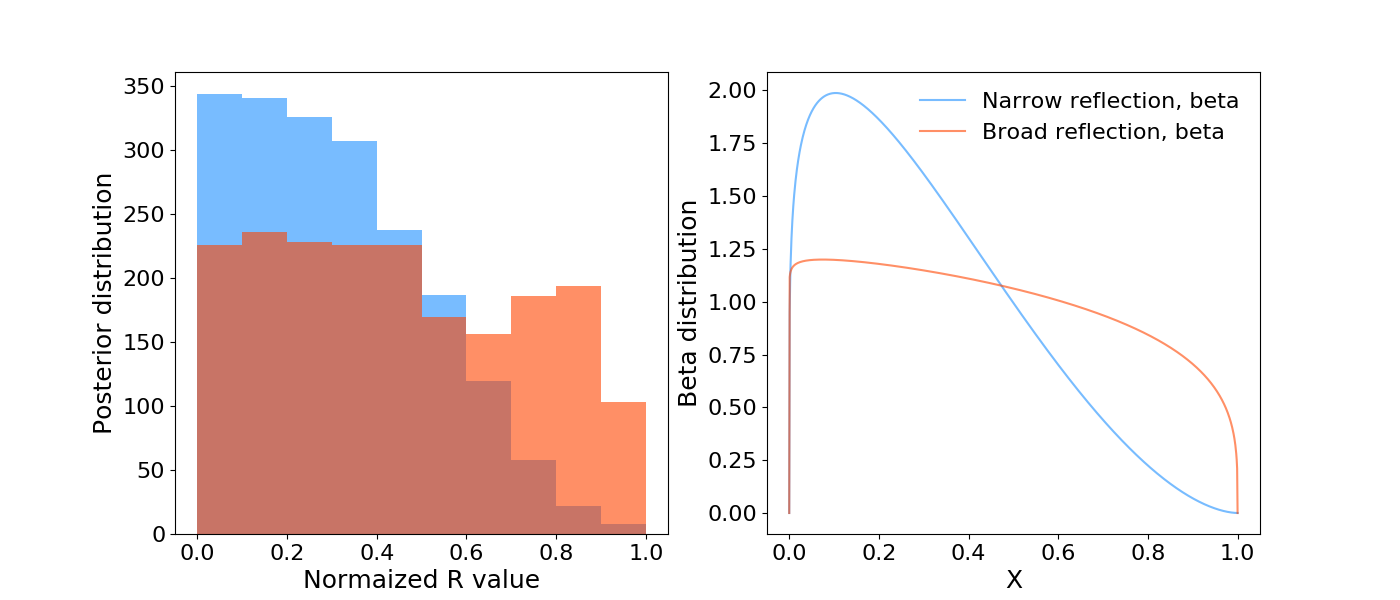 Posterior distribution
350
300
250
200
150
100
50
0
0.0 0.2 0.4 0.6 0.8 1.0
Normaized R value
Beta distribution
2.00
1.75
1.50
1.25
1.00
0.75
0.50
0.25
0.00
Narrow reflection, beta
Broad reflection, beta
0.0 0.2 0.4 0.6 0.8 1.0
X